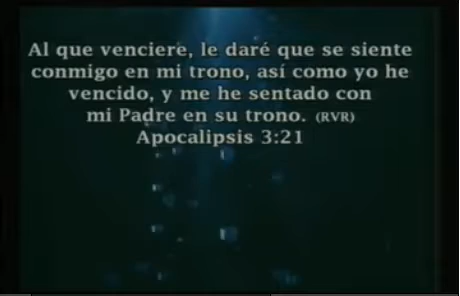 Al que venciere, le daré que se siente
conmigo en mi trono, así como yo he
vencido, y me he sentado con
mi Padre en su trono. (RVR)
Apocalipsis 3:21